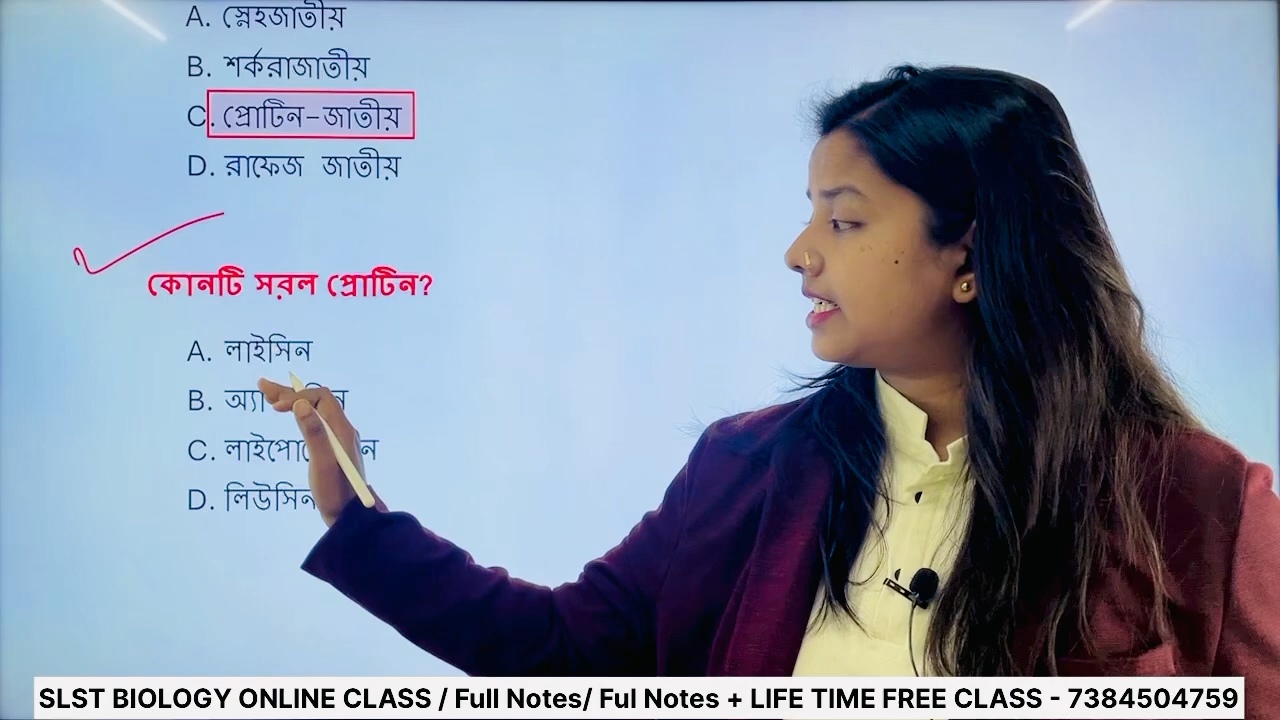 A. স্নেহজাতীয়
B. শর্করাজাতীয়
C. প্রোটিন-জাতীয়
D. রাফেজ জাতীয়
কোনটি সরল প্রোটিন?
A. লাইসিন
B.
C.
D. লিউসিন
SLST BIOLOGY ONLINE CLASS / Full Notes/ Ful Notes + LIFE TIME FREE CLASS - 7384504759